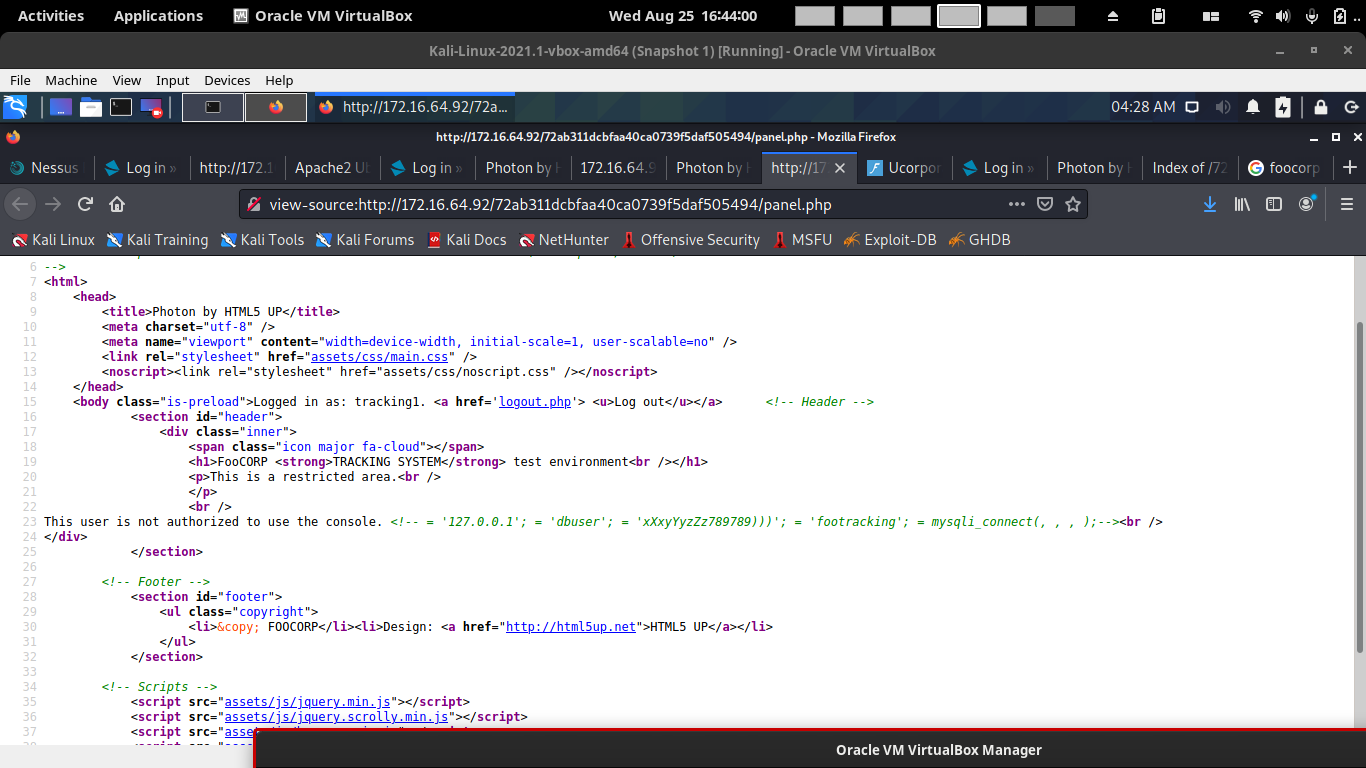 Activities Applications Oracle VM VirtualBox Wed Aug 25 16:44:00
Kali-Linux-2021.1-vbox-amd64 (Snapshot 1) [Running] - Oracle VM VirtualBox
File Machine View Input Devices Help
http://172.16.64.92/72a... 04:28 AM
http://172.16.64.92/72ab311dcbfaa40ca0739f5daf505494/panel.php - Mozilla Firefox
Nessus Log in » http://172.1 Apache2 Ub Log in » Photon by H 172.16.64.9 Photon by H http://17 Ucorpor Log in » Photon by H Index of /72 foocorp
view-source:http://172.16.64.92/72ab311dcbfaa40ca0739f5daf505494/panel.php
Kali Linux Kali Training Kali Tools Kali Forums Kali Docs NetHunter Offensive Security MSFU Exploit-DB GHDB
6 -->
7 <html>
8 <head>
9 <title>Photon by HTML5 UP</title>
10 <meta charset="utf-8" />
11 <meta name="viewport" content="width=device-width, initial-scale=1, user-scalable=no" />
12 <link rel="stylesheet" href="assets/css/main.css" />
13 <noscript><link rel="stylesheet" href="assets/css/noscript.css" /></noscript>
14 </head>
15 <body class="is-preload">Logged in as: tracking1. <a href='logout.php'> <u>Log out</u></a> <!-- Header -->
16 <section id="header">
17 <div class="inner">
18 <span class="icon major fa-cloud"></span>
19 <h1>FooCORP <strong>TRACKING SYSTEM</strong> test environment<br /></h1>
20 <p>This is a restricted area.<br />
21 </p>
22 <br />
23 This user is not authorized to use the console. <!-- = '127.0.0.1'; = 'dbuser'; = 'xXxyYyzZz789789)))'; = 'footracking'; = mysqli_connect(, , , );--><br />
24 </div>
25 </section>
26
27 <!-- Footer -->
28 <section id="footer">
29 <ul class="copyright">
30 <li>&copy; FOOCORP</li><li>Design: <a href="http://html5up.net">HTML5 UP</a></li>
31 </ul>
32 </section>
33
34 <!-- Scripts -->
35 <script src="assets/js/jquery.min.js"></script>
36 <script src="assets/js/jquery.scrolly.min.js"></script>
37 <script src="asse
Oracle VM VirtualBox Manager